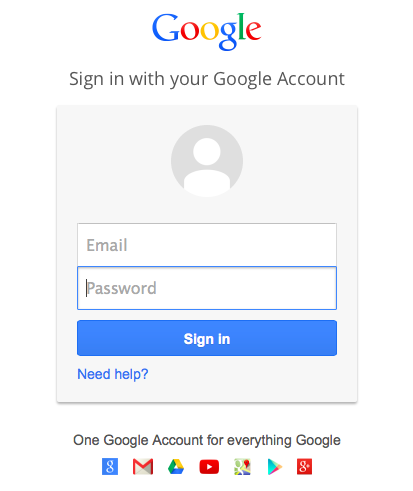 Google
Sign in with your Google Account
Email
Password
Sign in
Need help?
One Google Account for everything Google
g
g+